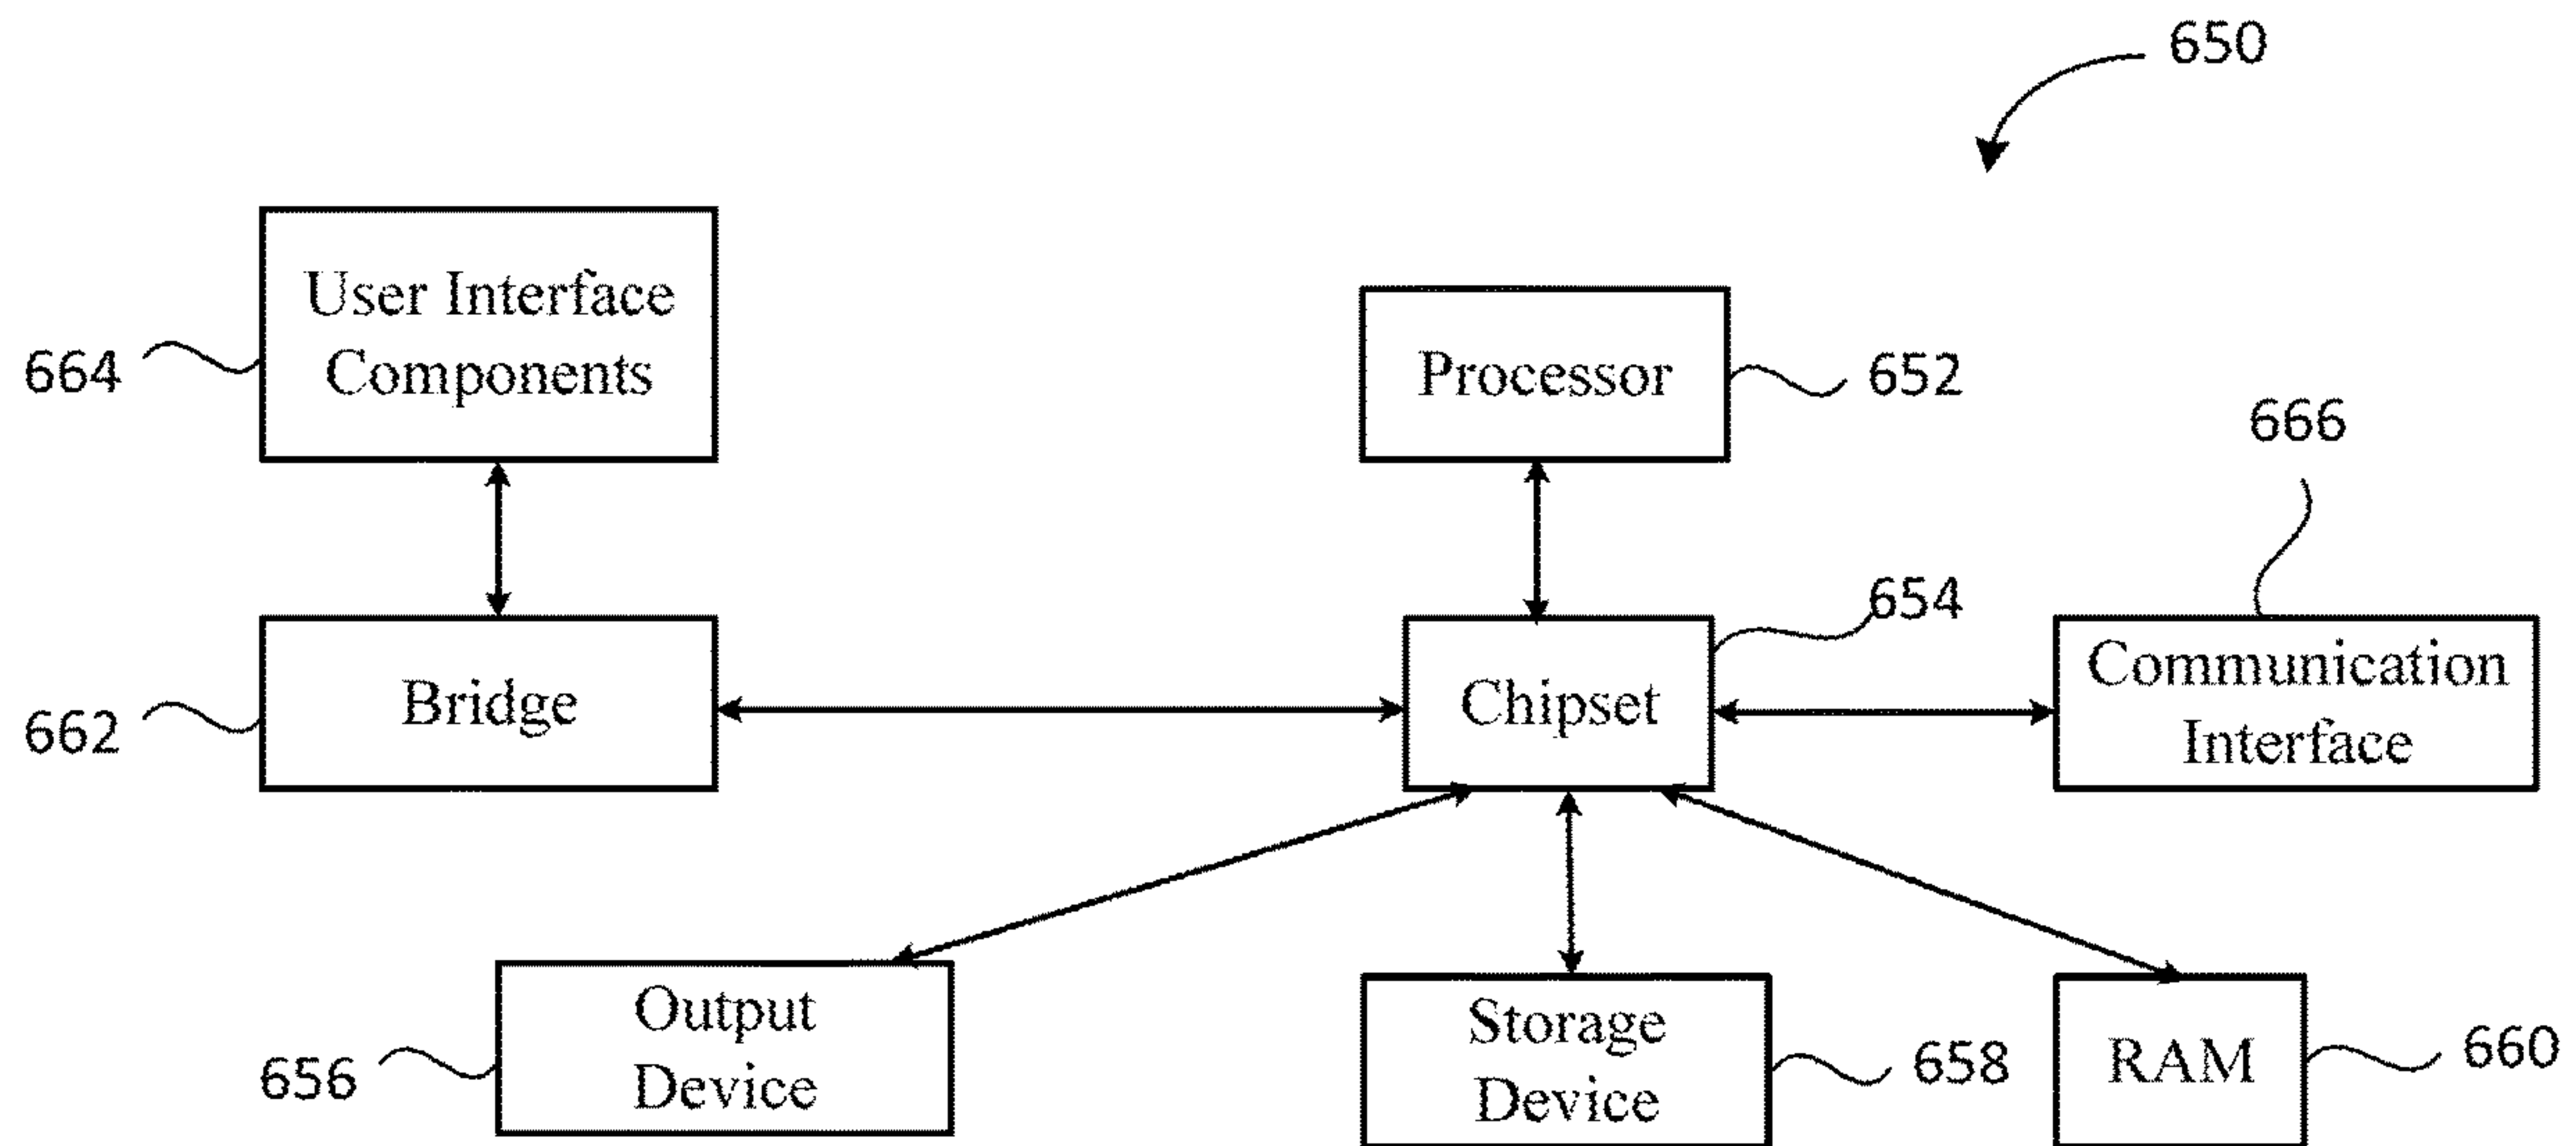 650
User Interface
Components
664
Processor
652
666
654
Bridge
662
Chipset
Communication
Interface
Output
Device
656
Storage
Device
658
RAM
660